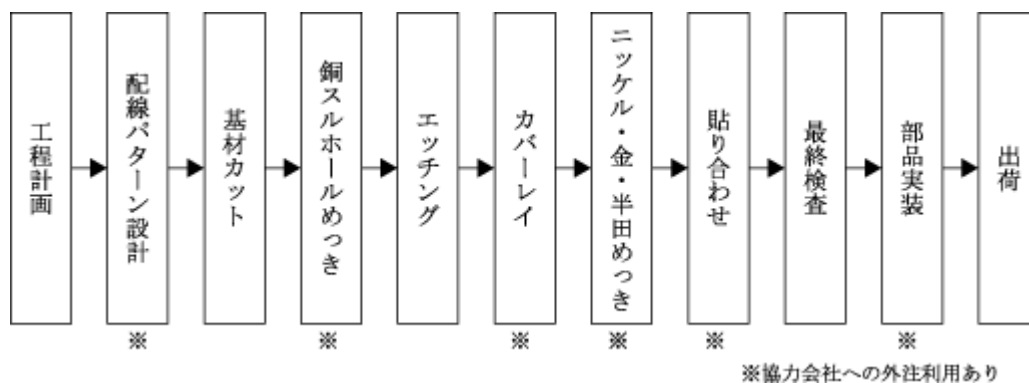 工程計画
配線パターン設計
基材カット
銅スルホールめっき
エッチング
カバーレイ
ニッケル・金・半田めっき
貼り合わせ
最終検査
部品実装
出荷
※
※
※
※
※
※
※協力会社への外注利用あり